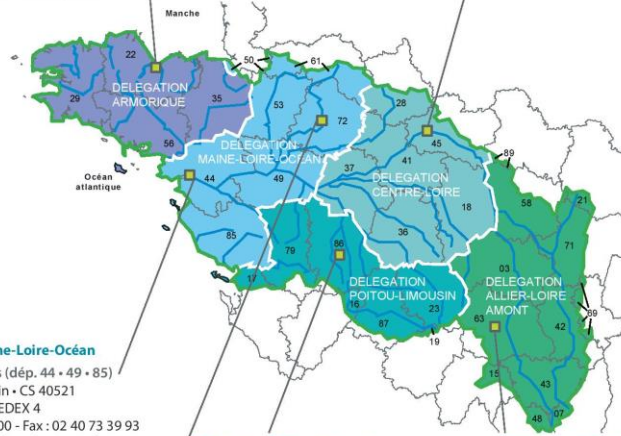 Manche
22
DELEGATION
ARMORIQUE
29
35
56
50
61
53
72
DELEGATION
MAINE-LOIRE-OCÉAN
44
49
85
Océan
atlantique
28
45
89
41
37
DELEGATION
CENTRE-LOIRE
18
36
79
86
17
DELEGATION
POITOU-LIMOUSIN
16
87
23
19
58
21
71
03
DELEGATION
ALLIER-LOIRE
AMONT
63
69
42
15
43
48
07
ne-Loire-Océan
s (dép. 44 • 49 • 85)
in • CS 40521
EDEX 4
00 - Fax : 02 40 73 39 93